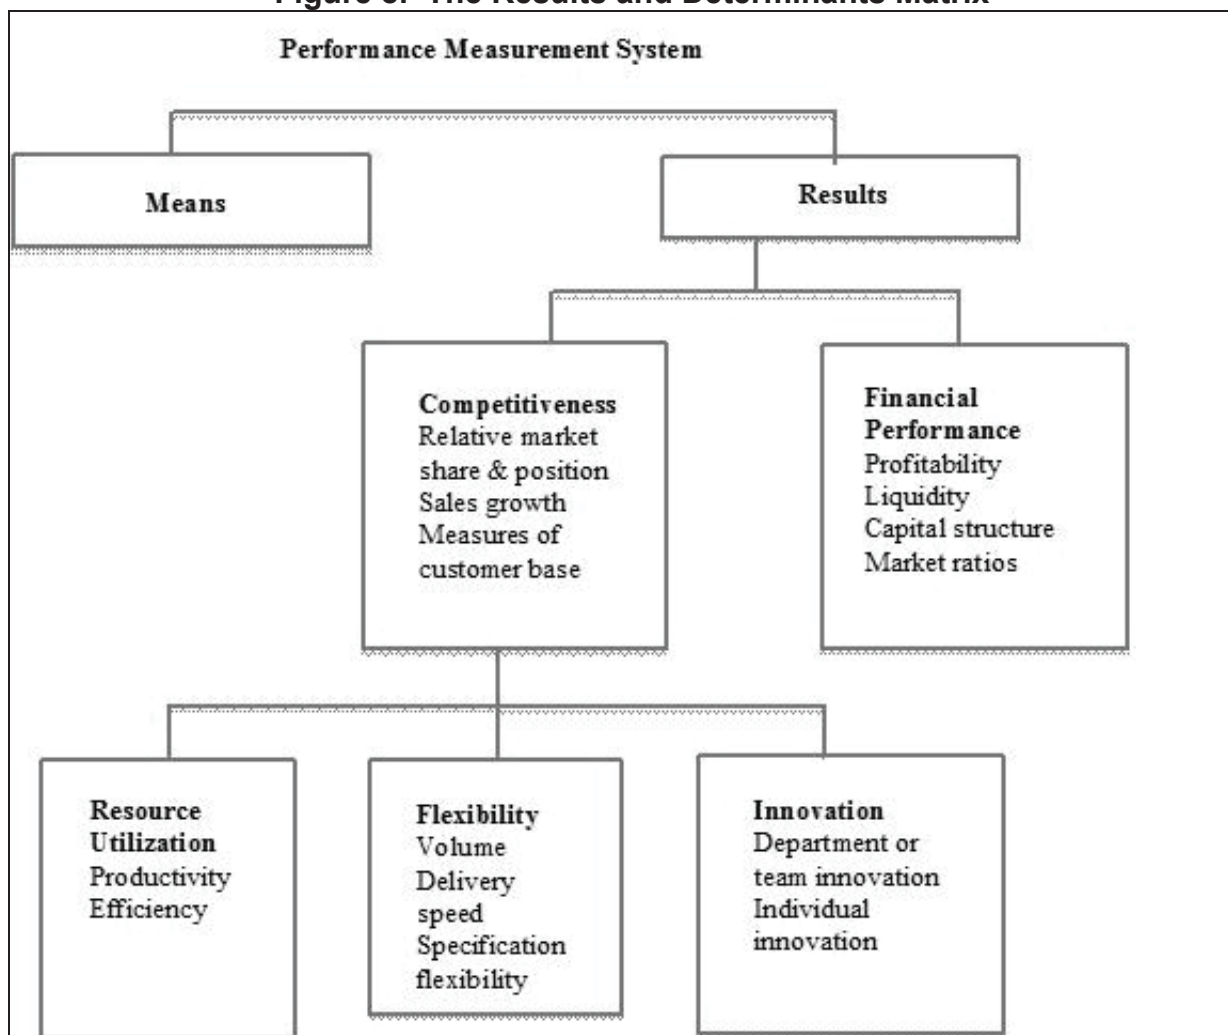 Performance Measurement System
Means
Results
Competitiveness
Relative market
share & position
Sales growth
Measures of
customer base
Financial
Performance
Profitability
Liquidity
Capital structure
Market ratios
Resource
Utilization
Productivity
Efficiency
Flexibility
Volume
Delivery
speed
Specification
flexibility
Innovation
Department or
team innovation
Individual
innovation